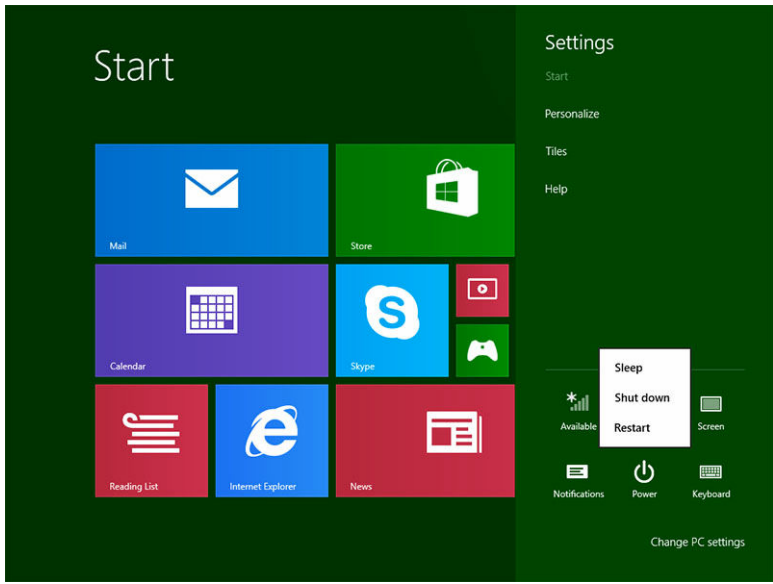 Start
Mail
Store
Calendar
Skype
Reading List
Internet Explorer
News
Settings
Start
Personalize
Tiles
Help
Sleep
Shut down
Restart
Available
Screen
Notifications
Power
Keyboard
Change PC settings